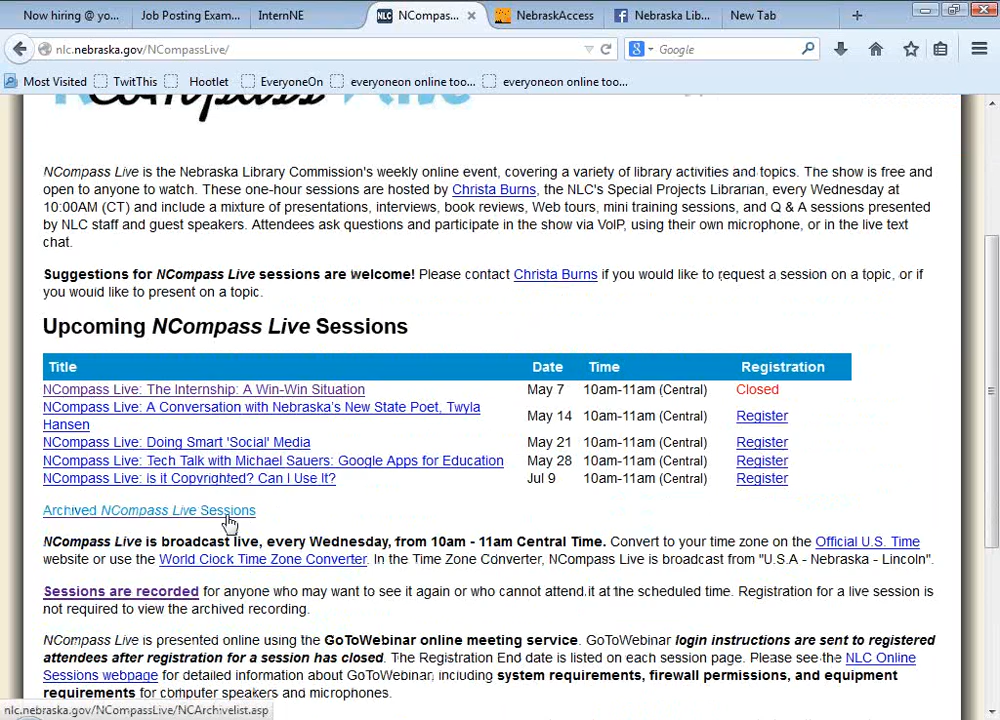 Now hiring @ yo... Job Posting Exam... InternNE NLC NCompas... NebraskAccess Nebraska Lib... New Tab
nlc.nebraska.gov/NCompassLive/ Google
Most Visited TwitThis Hootlet EveryoneOn everyoneon online too... everyoneon online too...
NCompass Live
NCompass Live is the Nebraska Library Commission's weekly online event, covering a variety of library activities and topics. The show is free and
open to anyone to watch. These one-hour sessions are hosted by Christa Burns, the NLC's Special Projects Librarian, every Wednesday at
10:00AM (CT) and include a mixture of presentations, interviews, book reviews, Web tours, mini training sessions, and Q & A sessions presented
by NLC staff and guest speakers. Attendees ask questions and participate in the show via VoIP, using their own microphone, or in the live text
chat.
Suggestions for NCompass Live sessions are welcome! Please contact Christa Burns if you would like to request a session on a topic, or if
you would like to present on a topic.
Upcoming NCompass Live Sessions
Title Date Time Registration
NCompass Live: The Internship: A Win-Win Situation May 7 10am-11am (Central) Closed
NCompass Live: A Conversation with Nebraska's New State Poet, Twyla
Hansen May 14 10am-11am (Central) Register
NCompass Live: Doing Smart 'Social' Media May 21 10am-11am (Central) Register
NCompass Live: Tech Talk with Michael Sauers: Google Apps for Education May 28 10am-11am (Central) Register
NCompass Live: Is it Copyrighted? Can I Use It? Jul 9 10am-11am (Central) Register
Archived NCompass Live Sessions
NCompass Live is broadcast live, every Wednesday, from 10am - 11am Central Time. Convert to your time zone on the Official U.S. Time
website or use the World Clock Time Zone Converter. In the Time Zone Converter, NCompass Live is broadcast from "U.S.A - Nebraska - Lincoln".
Sessions are recorded for anyone who may want to see it again or who cannot attend it at the scheduled time. Registration for a live session is
not required to view the archived recording.
NCompass Live is presented online using the GoToWebinar online meeting service. GoToWebinar login instructions are sent to registered
attendees after registration for a session has closed. The Registration End date is listed on each session page. Please see the NLC Online
Sessions webpage for detailed information about GoToWebinar, including system requirements, firewall permissions, and equipment
requirements for computer speakers and microphones.
nlc.nebraska.gov/NCompassLive/NCArchivelist.asp